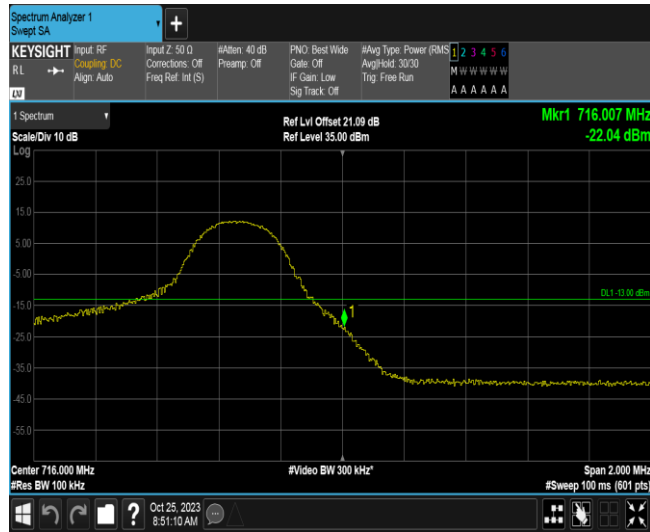 Spectrum Analyzer 1
Swept SA
+
KEYSIGHT
RL
LXI
Input: RF
Coupling: DC
Align: Auto
Input Z: 50 Ω
Corrections: Off
Freq Ref: Int (S)
#Atten: 40 dB
Preamp: Off
PNO: Best Wide
Gate: Off
IF Gain: Low
Sig Track: Off
#Avg Type: Power (RMS
Avg|Hold: 30/30
Trig: Free Run
1 2 3 4 5 6
M W W W W W
A A A A A A
1 Spectrum
Scale/Div 10 dB
Log
Ref Lvl Offset 21.09 dB
Ref Level 35.00 dBm
Mkr1 716.007 MHz
-22.04 dBm
25.0
15.0
5.00
-5.00
DL1 -13.00 dBm
-15.0
1
-25.0
-35.0
-45.0
-55.0
Center 716.000 MHz
#Res BW 100 kHz
#Video BW 300 kHz*
Span 2.000 MHz
#Sweep 100 ms (601 pts)
?
Oct 25, 2023
8:51:10 AM